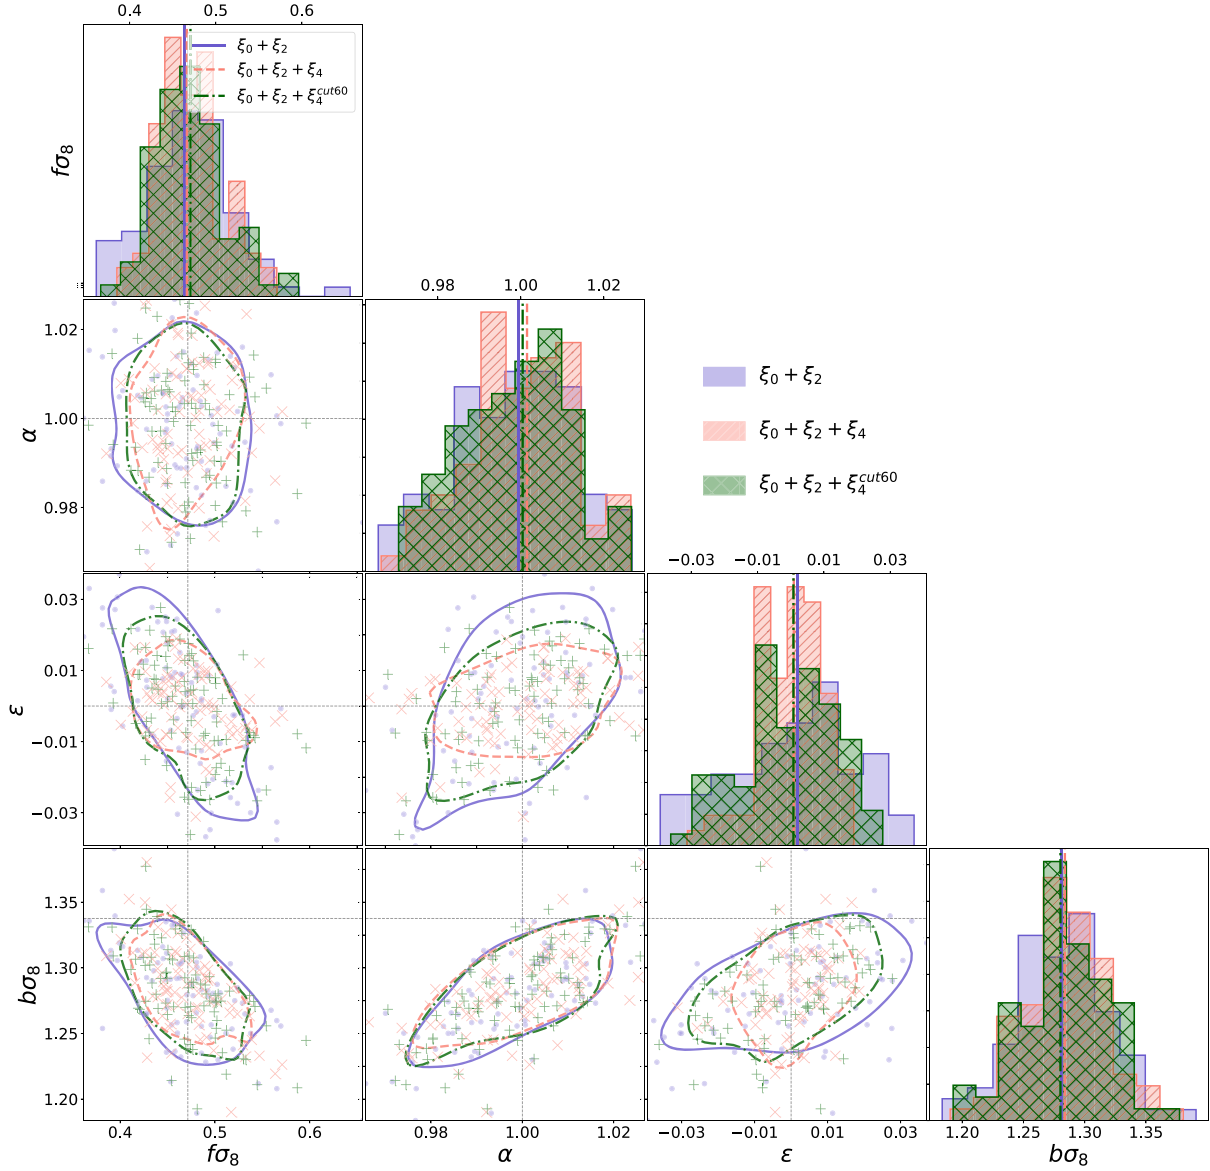 0.4 0.5 0.6
fσ₈
ξ₀ + ξ₂
ξ₀ + ξ₂ + ξ₄
ξ₀ + ξ₂ + ξ₄^cut60
0.98 1.00 1.02
α
1.02
1.00
0.98
ξ₀ + ξ₂
ξ₀ + ξ₂ + ξ₄
ξ₀ + ξ₂ + ξ₄^cut60
−0.03 −0.01 0.01 0.03
ε
0.03
0.01
−0.01
−0.03
bσ₈
1.35
1.30
1.25
1.20
0.4 0.5 0.6
0.98 1.00 1.02
−0.03 −0.01 0.01 0.03
1.20 1.25 1.30 1.35
fσ₈ α ε bσ₈